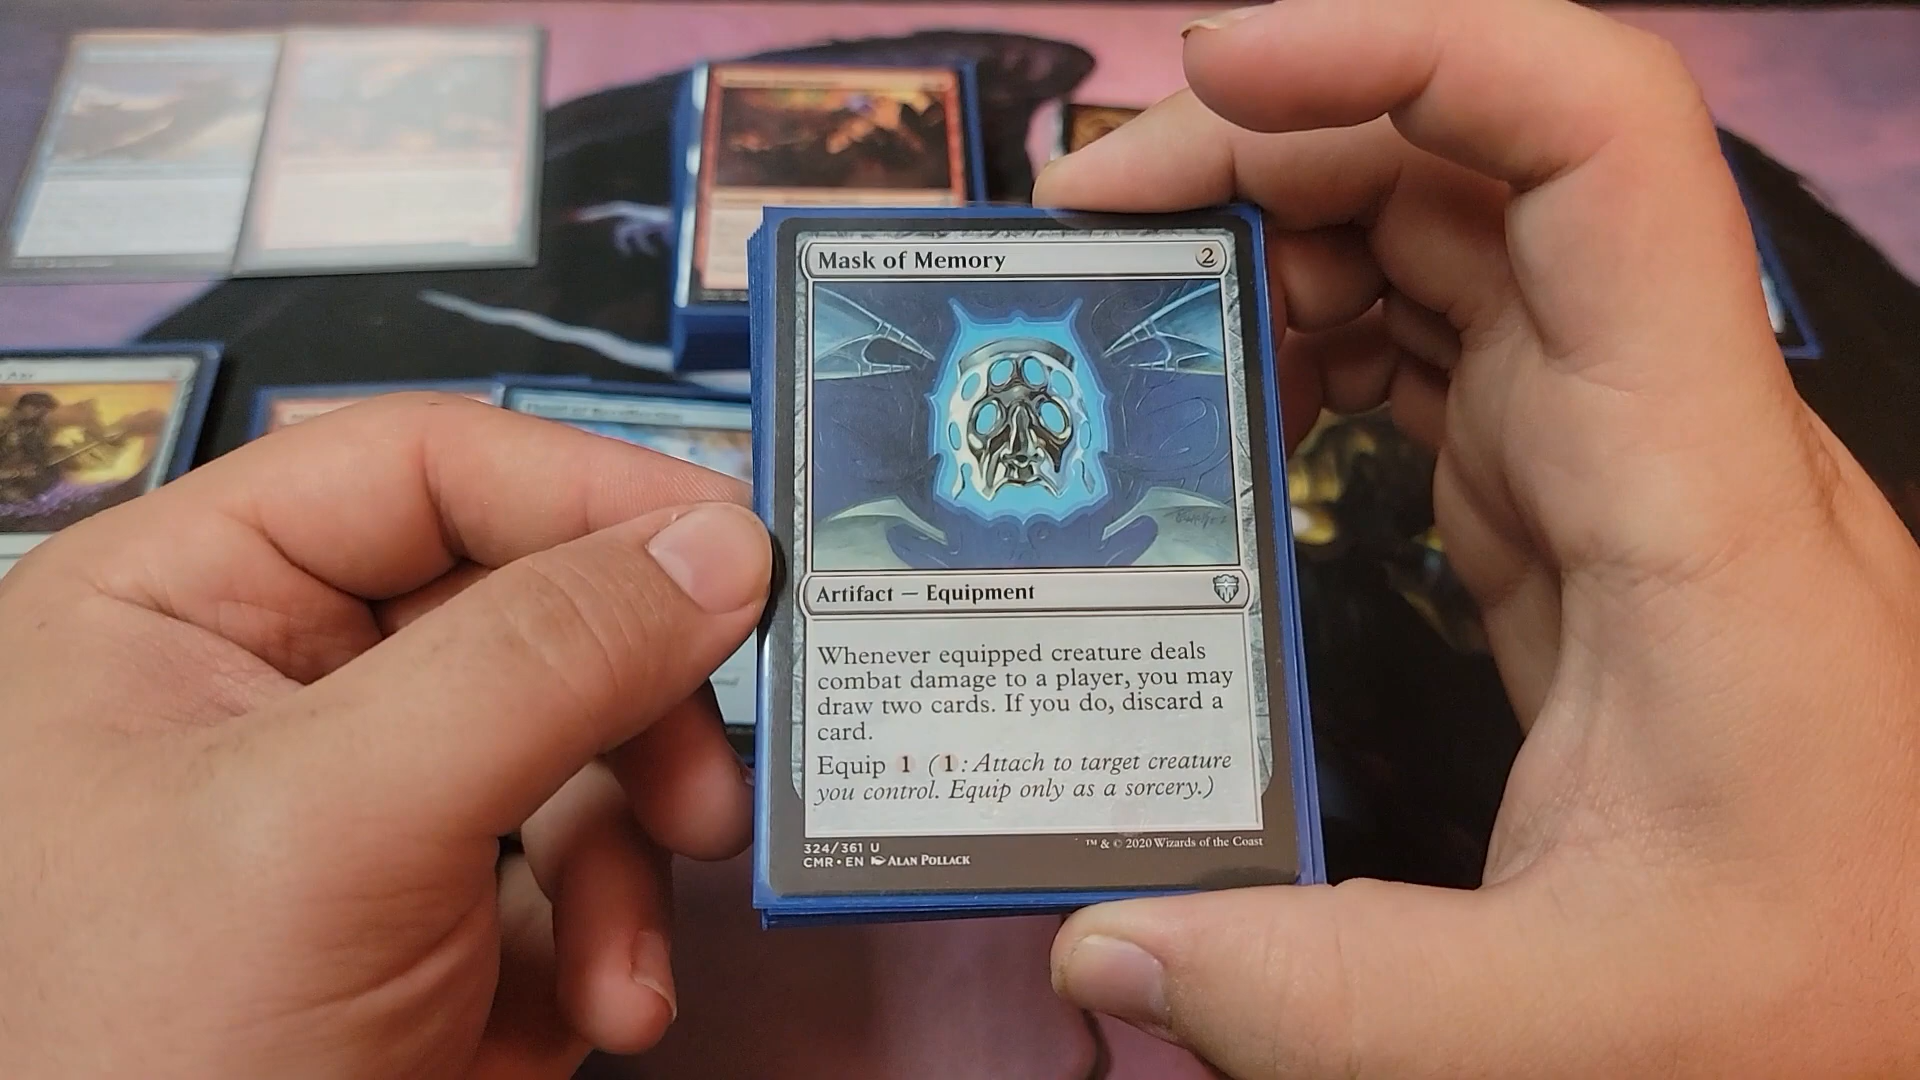 Mask of Memory 2
Artifact — Equipment
Whenever equipped creature deals
combat damage to a player, you may
draw two cards. If you do, discard a
card.
Equip 1 (1: Attach to target creature
you control. Equip only as a sorcery.)
324/361 U
CMR • EN ALAN POLLACK
™ & © 2020 Wizards of the Coast